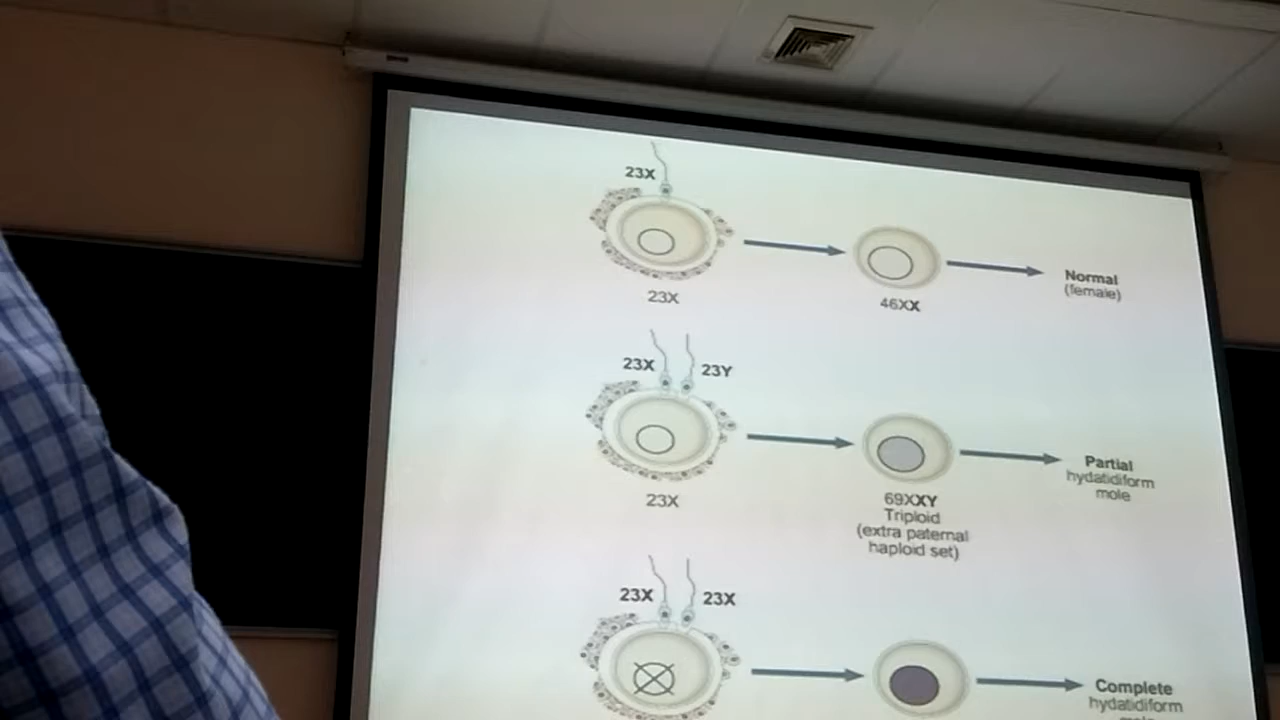 23X
23X
46XX
Normal
(female)
23X
23Y
23X
69XXY
Triploid
(extra paternal
haploid set)
Partial
hydatidiform
mole
23X
23X
Complete
hydatidiform